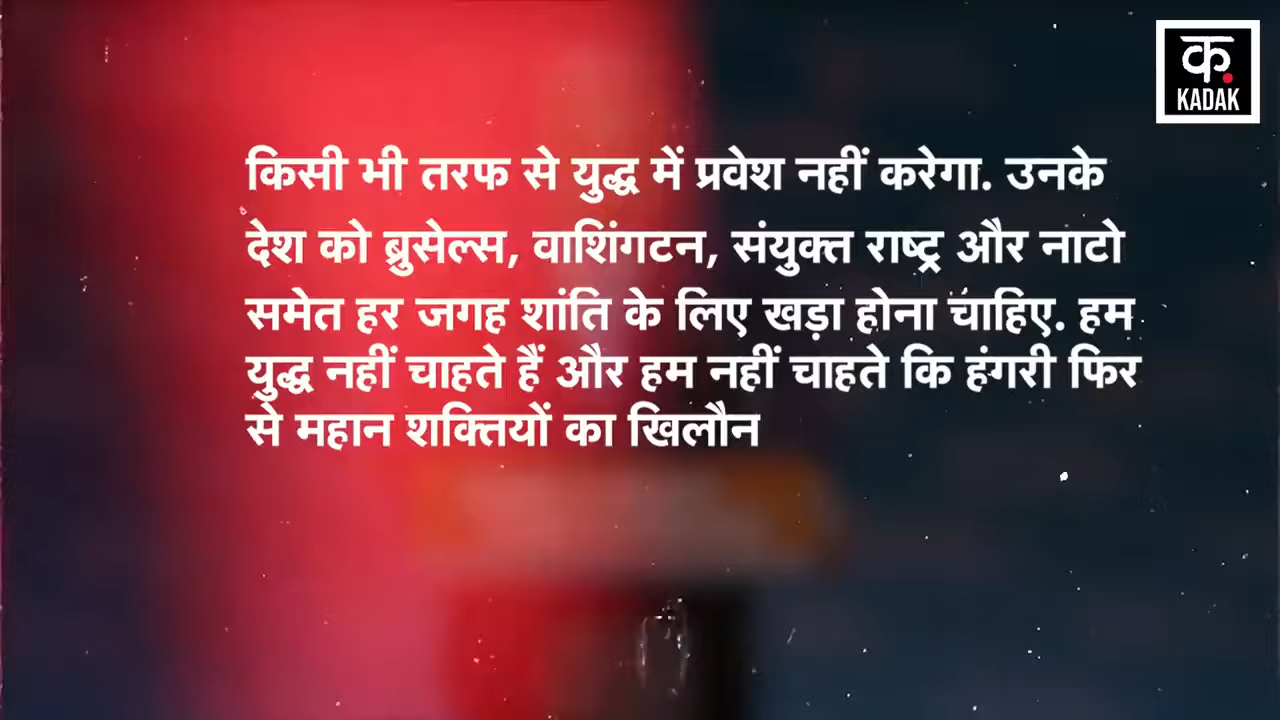 क
KADAK
किसी भी तरफ से युद्ध में प्रवेश नहीं करेगा. उनके
देश को ब्रुसेल्स, वाशिंगटन, संयुक्त राष्ट्र और नाटो
समेत हर जगह शांति के लिए खड़ा होना चाहिए. हम
युद्ध नहीं चाहते हैं और हम नहीं चाहते कि हंगरी फिर
से महान शक्तियों का खिलौन